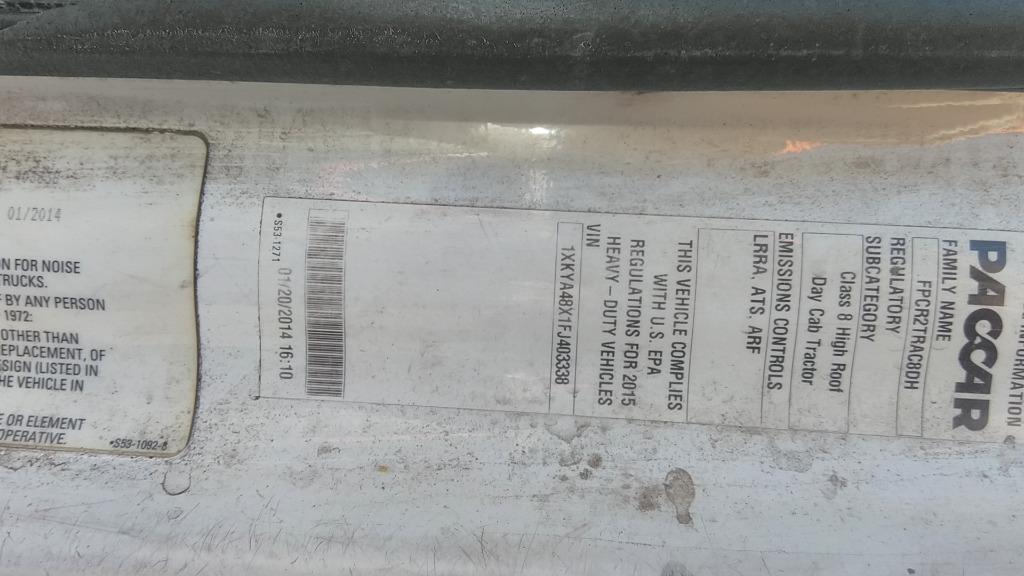 01/2014
ON FOR NOISE
TRUCKS.
F BY ANY PERSON
1972:
OTHER THAN
EPLACEMENT, OF
SIGN (LISTED IN
HE VEHICLE IN
E OR ELEMENT
OPERATIVE.
•S53-1092-8
INFORMATION
PACCAR
FAMILY NAME
FPCR2TRAC8DH
REGULATORY
SUBCATEGORY
Class 8 High Roof
Day Cab Tractor
EMISSIONS CONTROLS
LRRA. ATS. ARF
THIS VEHICLE COMPLIES
WITH U.S. EPA
REGULATIONS FOR 2015
HEAVY – DUTY VEHICLES
VIN
1XKYA48X1FJ403338
•S53-1271 01/20/2014 16:10